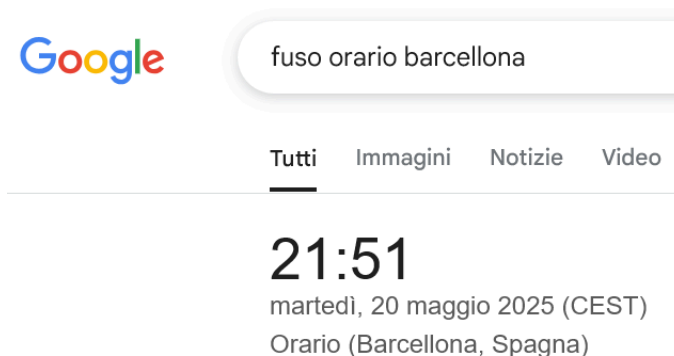 Google
fuso orario barcellona
Tutti Immagini Notizie Video
21:51
martedì, 20 maggio 2025 (CEST)
Orario (Barcellona, Spagna)